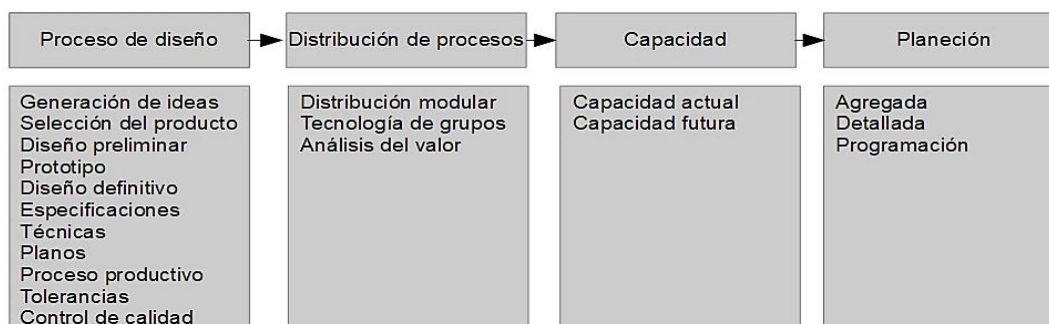 Proceso de diseño
Distribución de procesos
Capacidad
Planeción
Generación de ideas
Selección del producto
Diseño preliminar
Prototipo
Diseño definitivo
Especificaciones
Técnicas
Planos
Proceso productivo
Tolerancias
Control de calidad
Distribución modular
Tecnología de grupos
Análisis del valor
Capacidad actual
Capacidad futura
Agregada
Detallada
Programación